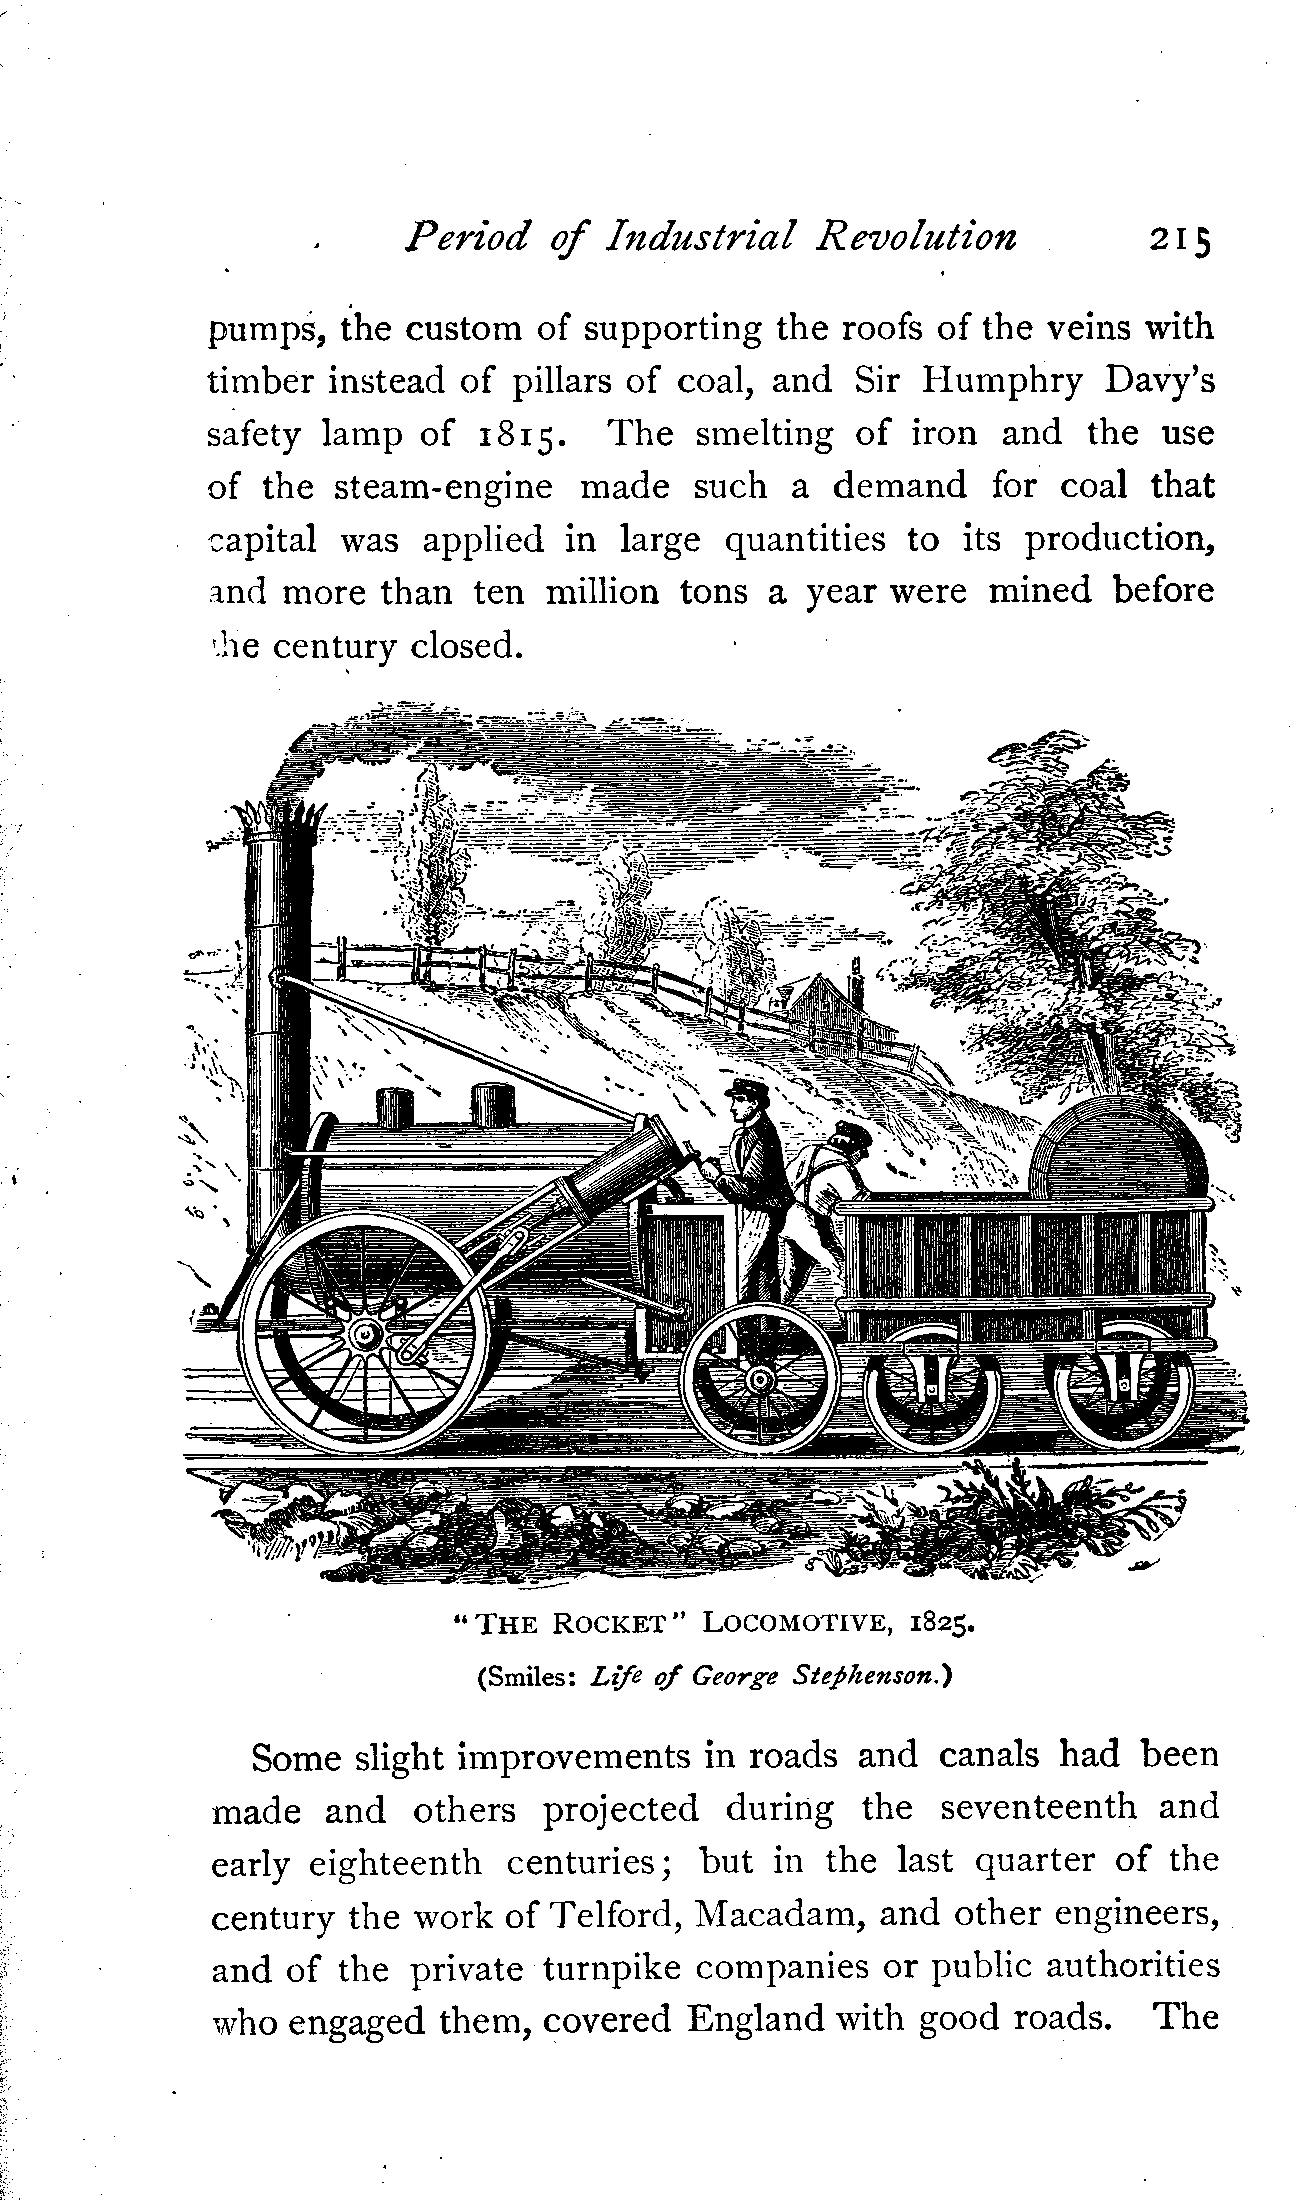 Period of Industrial Revolution 215
pumps, the custom of supporting the roofs of the veins with
timber instead of pillars of coal, and Sir Humphry Davy's
safety lamp of 1815. The smelting of iron and the use
of the steam-engine made such a demand for coal that
capital was applied in large quantities to its production,
and more than ten million tons a year were mined before
the century closed.
"THE ROCKET" LOCOMOTIVE, 1825.
(Smiles: Life of George Stephenson.)
Some slight improvements in roads and canals had been
made and others projected during the seventeenth and
early eighteenth centuries; but in the last quarter of the
century the work of Telford, Macadam, and other engineers,
and of the private turnpike companies or public authorities
who engaged them, covered England with good roads. The